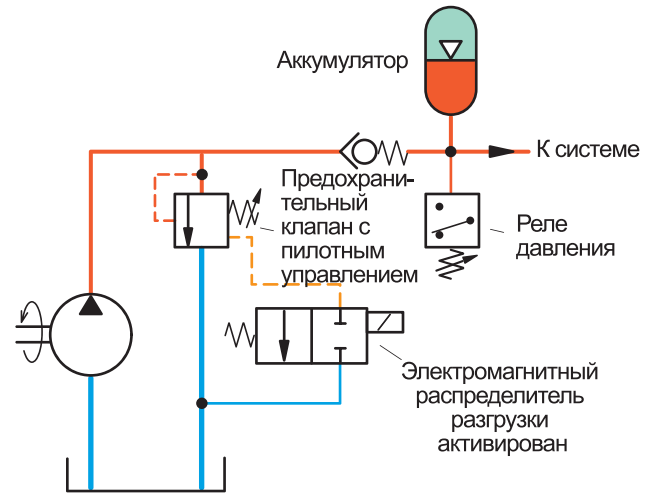 Аккумулятор
К системе
Предохрани-
тельный
клапан с
пилотным
управлением
Реле
давления
Электромагнитный
распределитель
разгрузки
активирован